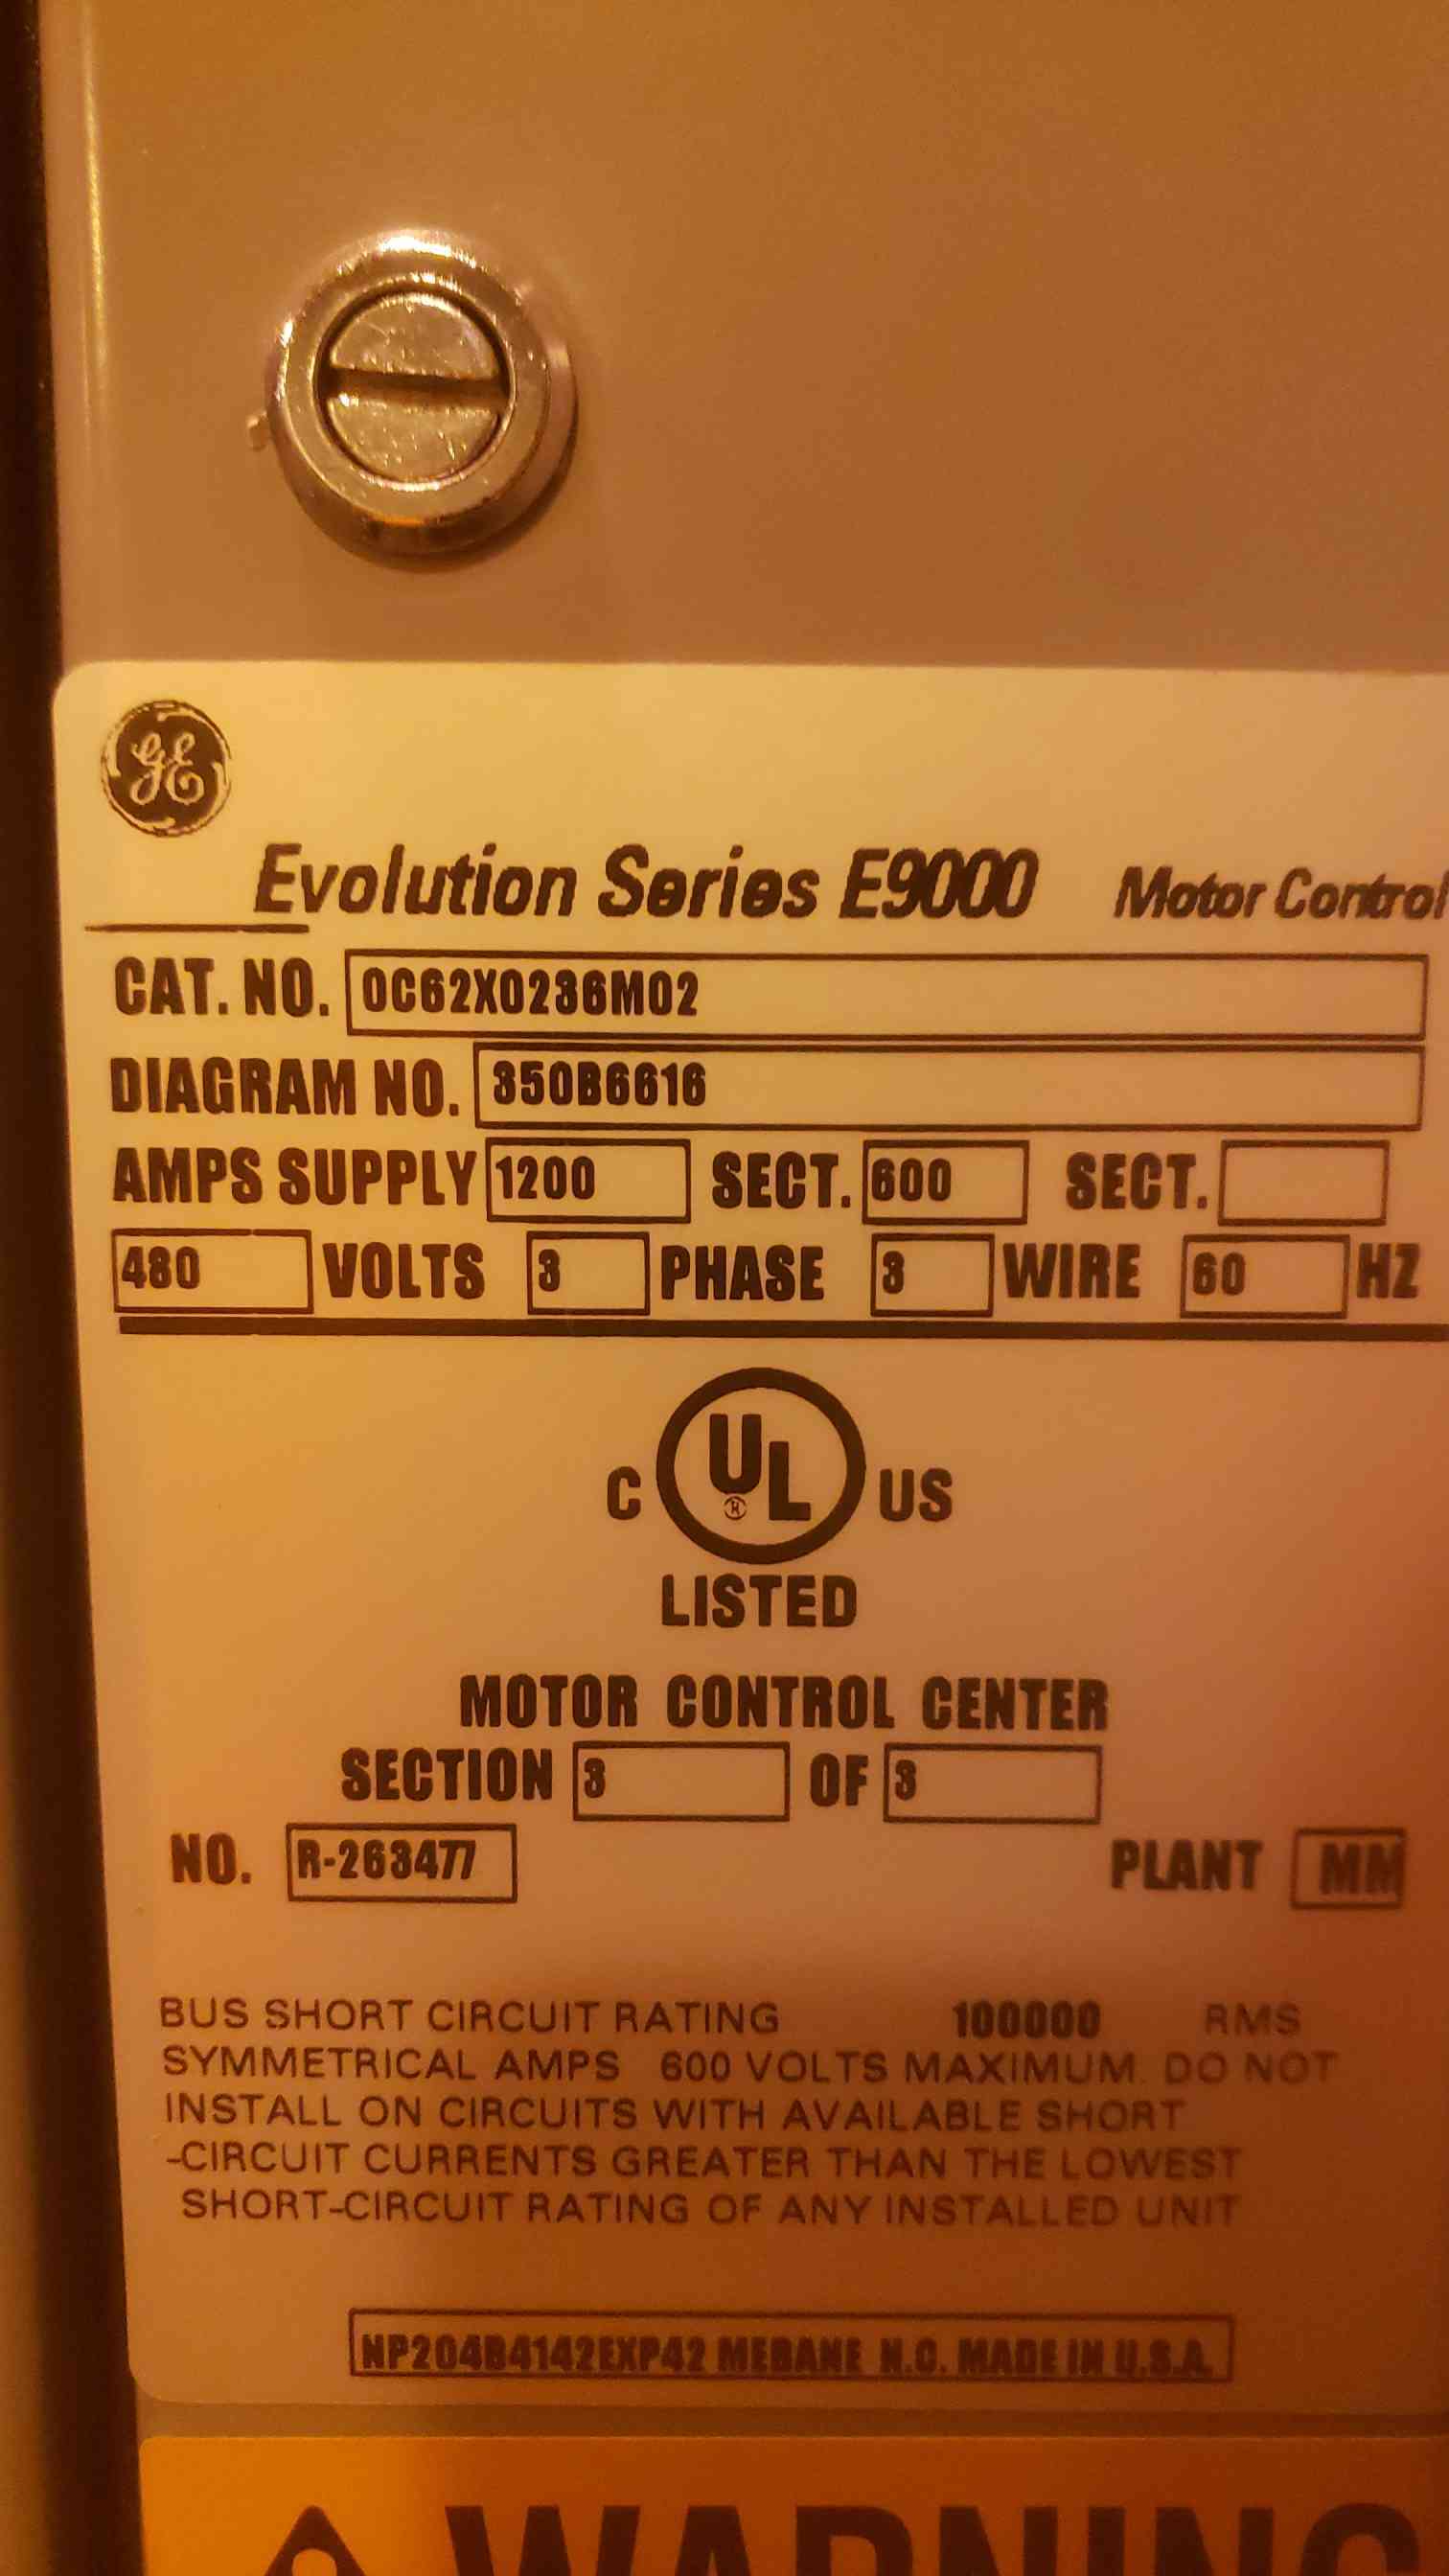 GE
Evolution Series E9000 Motor Control
CAT. NO. 0C62X0236M02
DIAGRAM NO. 350B6616
AMPS SUPPLY 1200 SECT. 600 SECT.
480 VOLTS 3 PHASE 3 WIRE 60 HZ
C UL US
LISTED
MOTOR CONTROL CENTER
SECTION 3 OF 3
NO. R-263477 PLANT MM
BUS SHORT CIRCUIT RATING 100000 RMS
SYMMETRICAL AMPS 600 VOLTS MAXIMUM. DO NOT
INSTALL ON CIRCUITS WITH AVAILABLE SHORT
-CIRCUIT CURRENTS GREATER THAN THE LOWEST
SHORT-CIRCUIT RATING OF ANY INSTALLED UNIT
NP204B4142EXP42 MEBANE N.C. MADE IN U.S.A.
WARNING